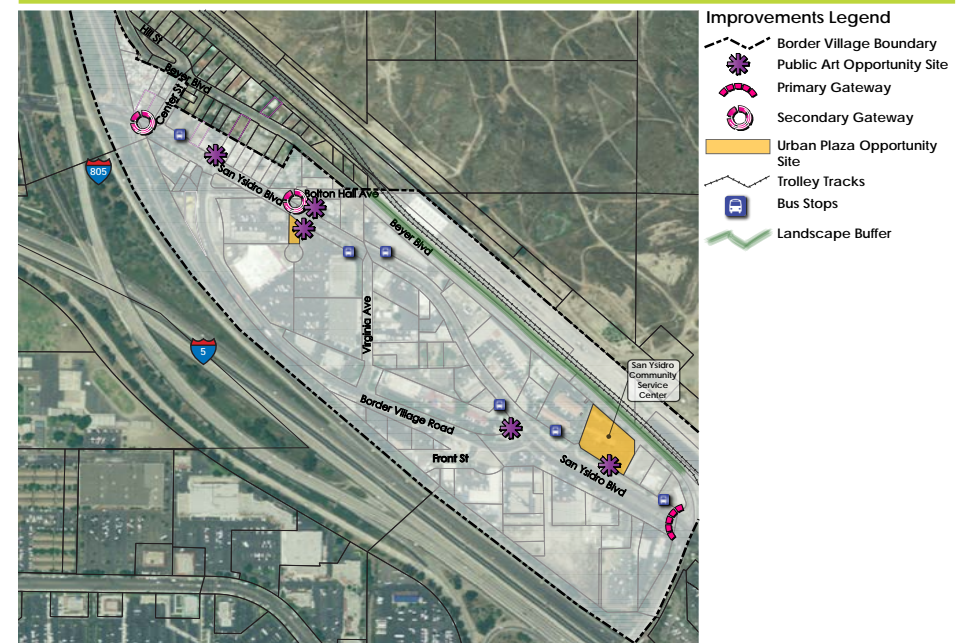 Improvements Legend
Border Village Boundary
Public Art Opportunity Site
Primary Gateway
Secondary Gateway
Urban Plaza Opportunity
Site
Trolley Tracks
Bus Stops
Landscape Buffer
Hill St
Beyer Blvd
Center St
San Ysidro Blvd
Bolton Hall Ave
Beyer Blvd
805
5
Virginia Ave
Border Village Road
Front St
San Ysidro Blvd
San Ysidro
Community
Service
Center